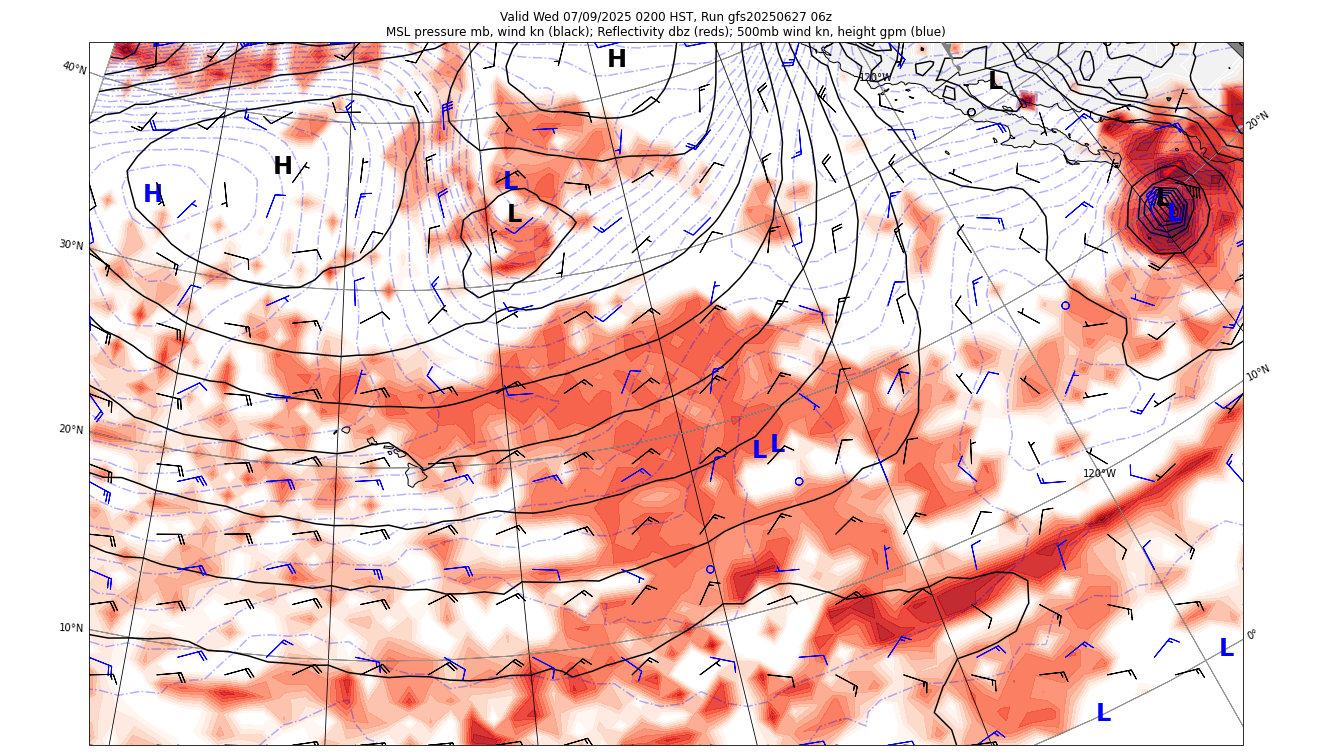 Valid Wed 07/09/2025 0200 HST, Run gfs20250627 06z
MSL pressure mb, wind kn (black); Reflectivity dbz (reds); 500mb wind kn, height gpm (blue)
H
40°N
120°W
L
20°N
H
H
L
L
L
L
30°N
10°N
20°N
L L
120°W
10°N
0°
L
L